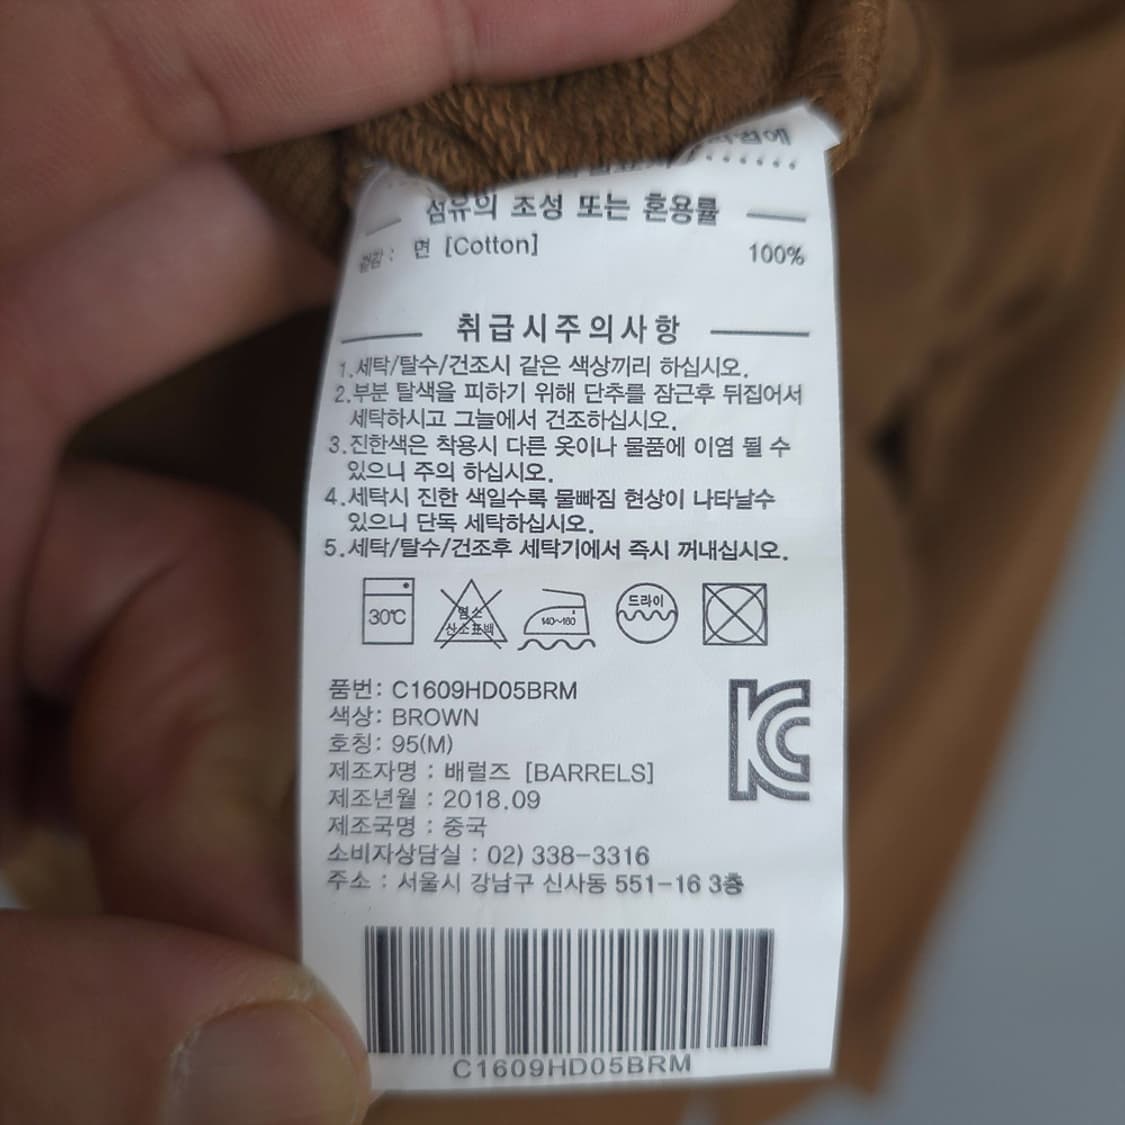 섬유의 조성 또는 혼용률
겉감 : 면 [Cotton] 100%
취급시주의사항
1.세탁/탈수/건조시 같은 색상끼리 하십시오.
2.부분 탈색을 피하기 위해 단추를 잠근후 뒤집어서
세탁하시고 그늘에서 건조하십시오.
3.진한색은 착용시 다른 옷이나 물품에 이염 될 수
있으니 주의 하십시오.
4.세탁시 진한 색일수록 물빠짐 현상이 나타날수
있으니 단독 세탁하십시오.
5.세탁/탈수/건조후 세탁기에서 즉시 꺼내십시오.
30℃ 염소 산소표백 140~160 드라이
품번: C1609HD05BRM
색상: BROWN
호칭: 95(M)
제조자명 : 배럴즈 [BARRELS]
제조년월 : 2018.09
제조국명 : 중국
소비자상담실 : 02) 338-3316
주소 : 서울시 강남구 신사동 551-16 3층
KC
C1609HD05BRM